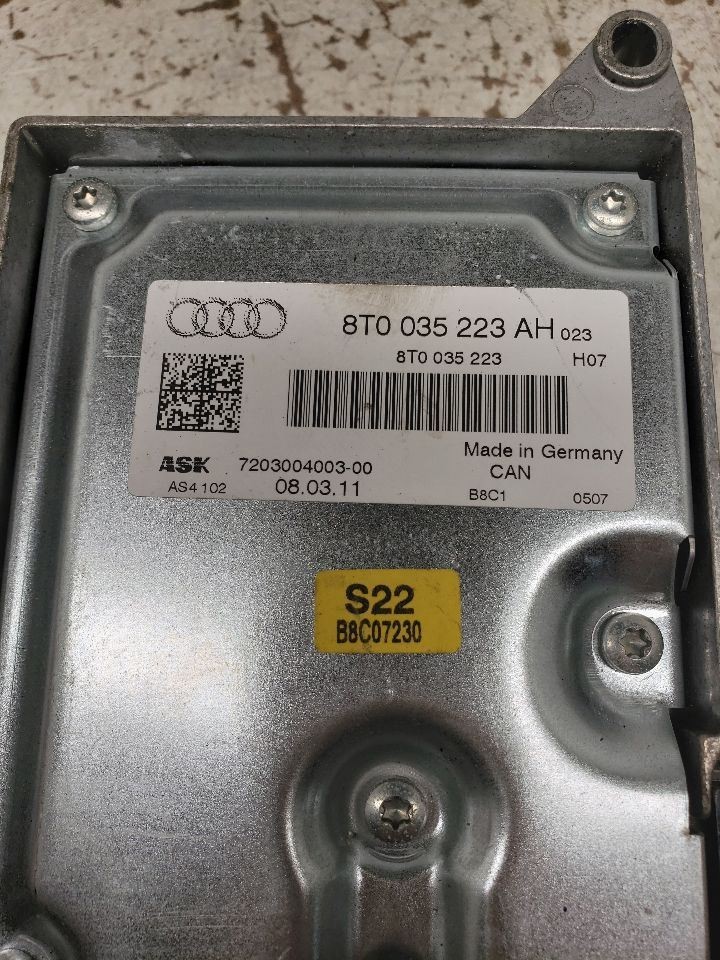 8T0 035 223 AH 023
8T0 035 223 H07
ASK 7203004003-00 Made in Germany
AS4 102 08.03.11 CAN B8C1 0507
S22
B8C07230